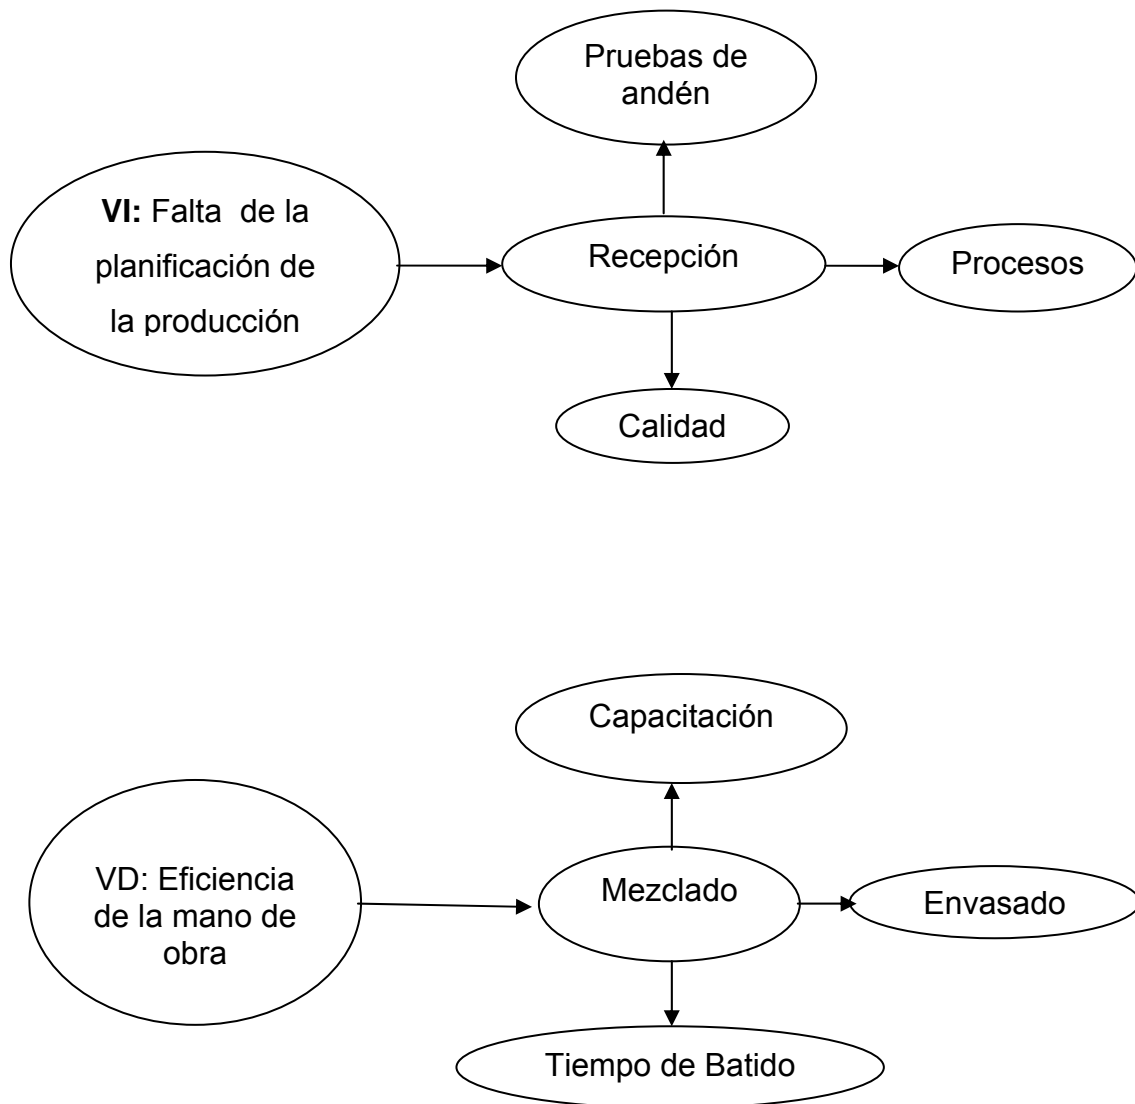 Pruebas de
andén
VI: Falta de la
planificación de
la producción
Recepción
Procesos
Calidad
Capacitación
VD: Eficiencia
de la mano de
obra
Mezclado
Envasado
Tiempo de Batido